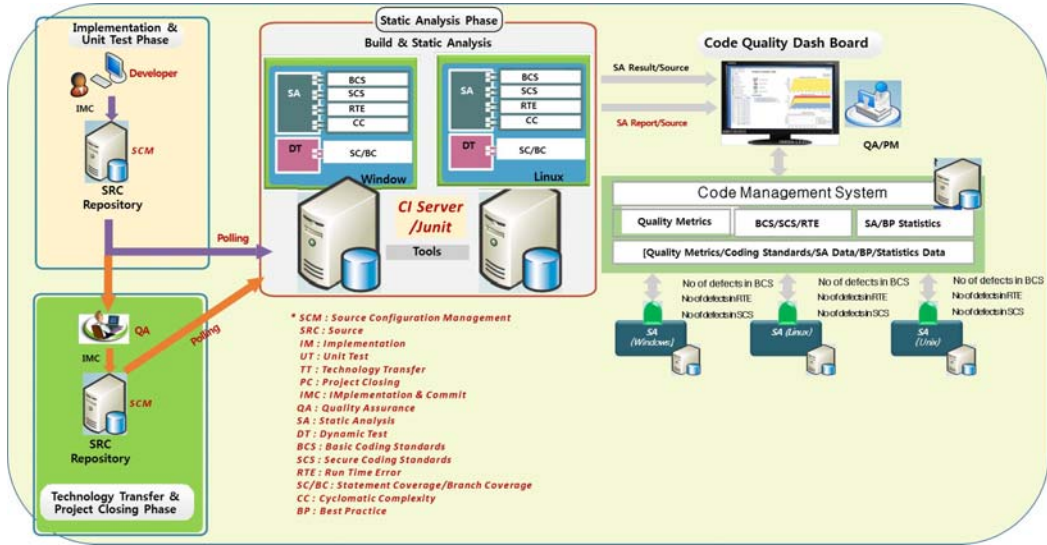 Implementation &
Unit Test Phase
Developer
IMC
SCM
SRC
Repository
Polling
QA
IMC
Polling
SCM
SRC
Repository
Technology Transfer &
Project Closing Phase
Static Analysis Phase
Build & Static Analysis
SA
BCS
SCS
RTE
CC
DT
SC/BC
Window
SA
BCS
SCS
RTE
CC
DT
SC/BC
Linux
CI Server
/Junit
Tools
* SCM : Source Configuration Management
SRC : Source
IM : Implementation
UT : Unit Test
TT : Technology Transfer
PC : Project Closing
IMC : IMplementation & Commit
QA : Quality Assurance
SA : Static Analysis
DT : Dynamic Test
BCS : Basic Coding Standards
SCS : Secure Coding Standards
RTE : Run Time Error
SC/BC : Statement Coverage/Branch Coverage
CC : Cyclomatic Complexity
BP : Best Practice
SA Result/Source
SA Report/Source
Code Quality Dash Board
QA/PM
Code Management System
Quality Metrics
BCS/SCS/RTE
SA/BP Statistics
[Quality Metrics/Coding Standards/SA Data/BP/Statistics Data
No of defects in BCS
No of defects in RTE
No of defects in SCS
No of defects in BCS
No of defects in RTE
No of defects in SCS
No of defects in BCS
No of defects in RTE
No of defects in SCS
SA
(Windows)
SA (Linux)
SA
(Unix)